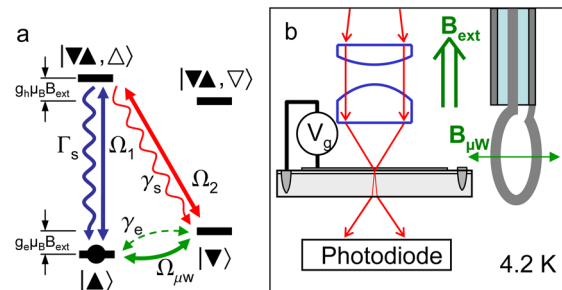 a
|▼▲, △⟩
|▼▲, ▽⟩
g_hμ_BB_ext
Γ_s
Ω_1
γ_s
Ω_2
g_eμ_BB_ext
γ_e
|▲⟩
Ω_μw
|▼⟩
b
B_ext
V_g
B_μW
Photodiode
4.2 K